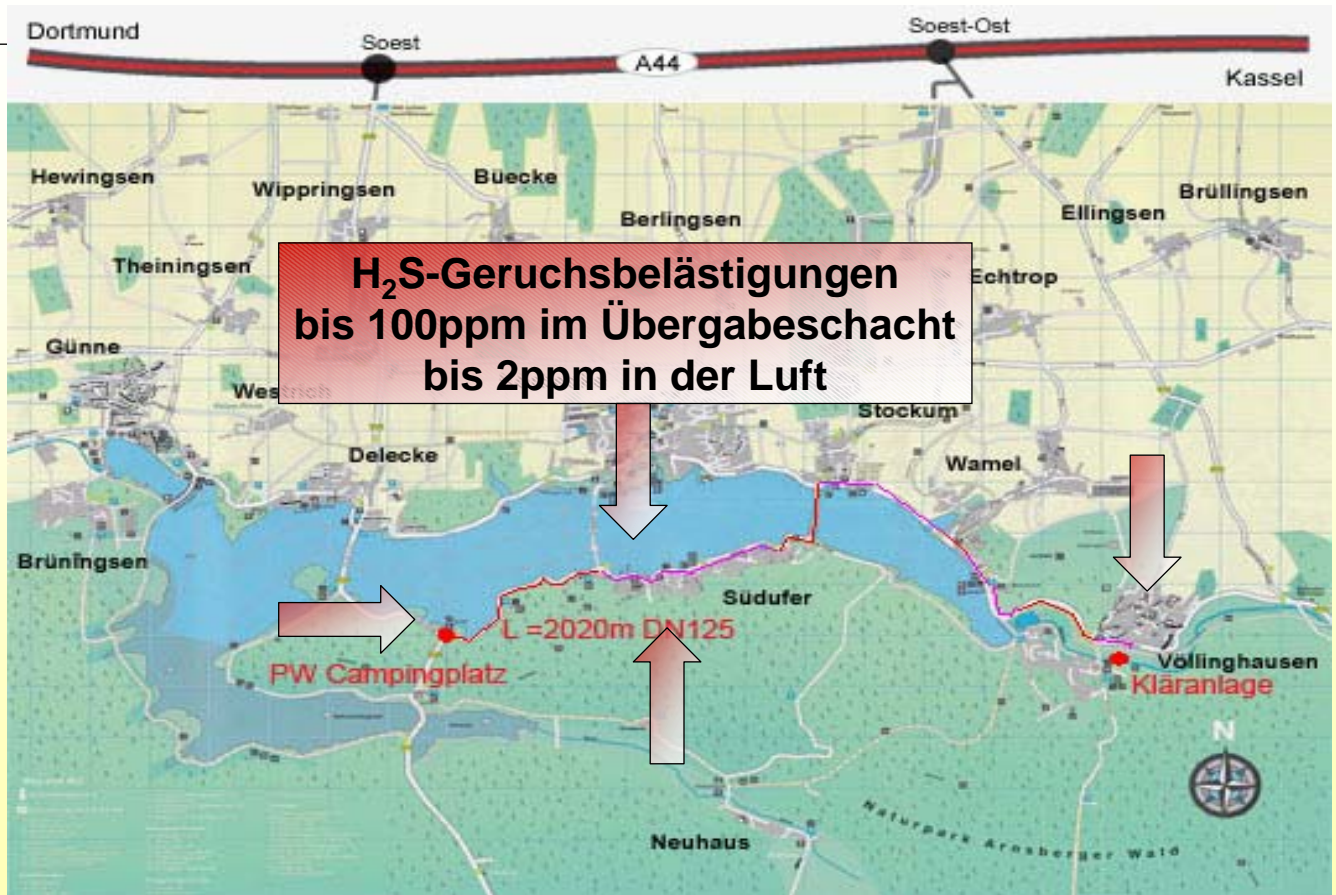 Dortmund
Soest
Soest-Ost
A44
Kassel
Hewingsen
Wippringsen
Büecke
Berlingsen
Ellingsen
Brüllingsen
Theiningsen
Echtrop
H₂S-Geruchsbelästigungen
bis 100ppm im Übergabeschacht
bis 2ppm in der Luft
Günne
Stockum
Delecke
Wamel
Brüningsen
Südufer
L =2020m DN125
PW Campingplatz
Völlinghausen
Kläranlage
N
Neuhaus
Naturpark Arnsberger Wald